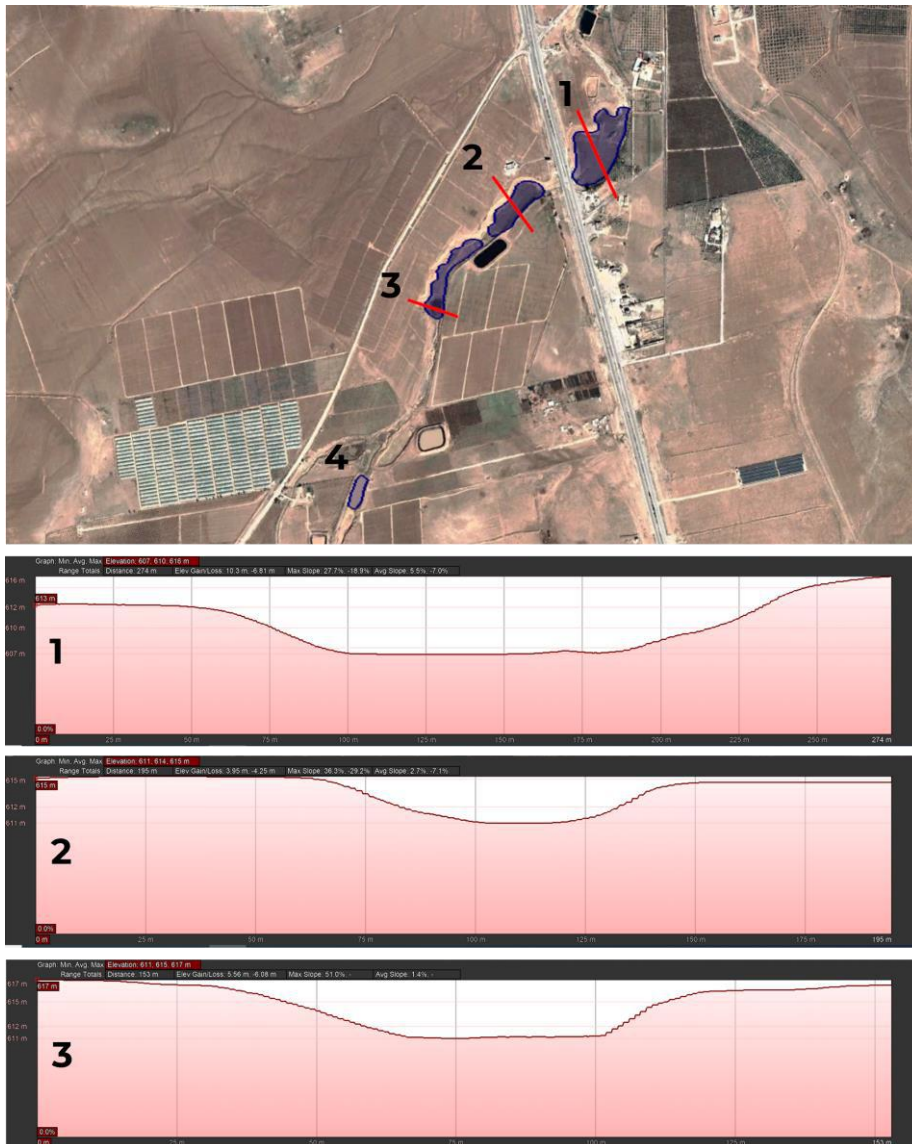 1
2
3
4
Graph: Min, Avg, Max Elevation: 607, 610, 616 m
Range Totals: Distance: 274 m Elev Gain/Loss: 10.3 m, -6.81 m Max Slope: 27.7%, -18.9% Avg Slope: 5.5%, -7.0%
616 m
613 m
612 m
610 m
607 m
1
0.0%
0 m 25 m 50 m 75 m 100 m 125 m 150 m 175 m 200 m 225 m 250 m 274 m
Graph: Min, Avg, Max Elevation: 611, 614, 615 m
Range Totals: Distance: 195 m Elev Gain/Loss: 3.95 m, -4.25 m Max Slope: 36.3%, -29.2% Avg Slope: 2.7%, -7.1%
615 m
615 m
612 m
611 m
2
0.0%
0 m 25 m 50 m 75 m 100 m 125 m 150 m 175 m 195 m
Graph: Min, Avg, Max Elevation: 611, 615, 617 m
Range Totals: Distance: 153 m Elev Gain/Loss: 5.56 m, -6.08 m Max Slope: 51.0% - Avg Slope: 1.4%, -
617 m
617 m
615 m
612 m
611 m
3
0.0%
0 m 25 m 50 m 75 m 100 m 125 m 153 m